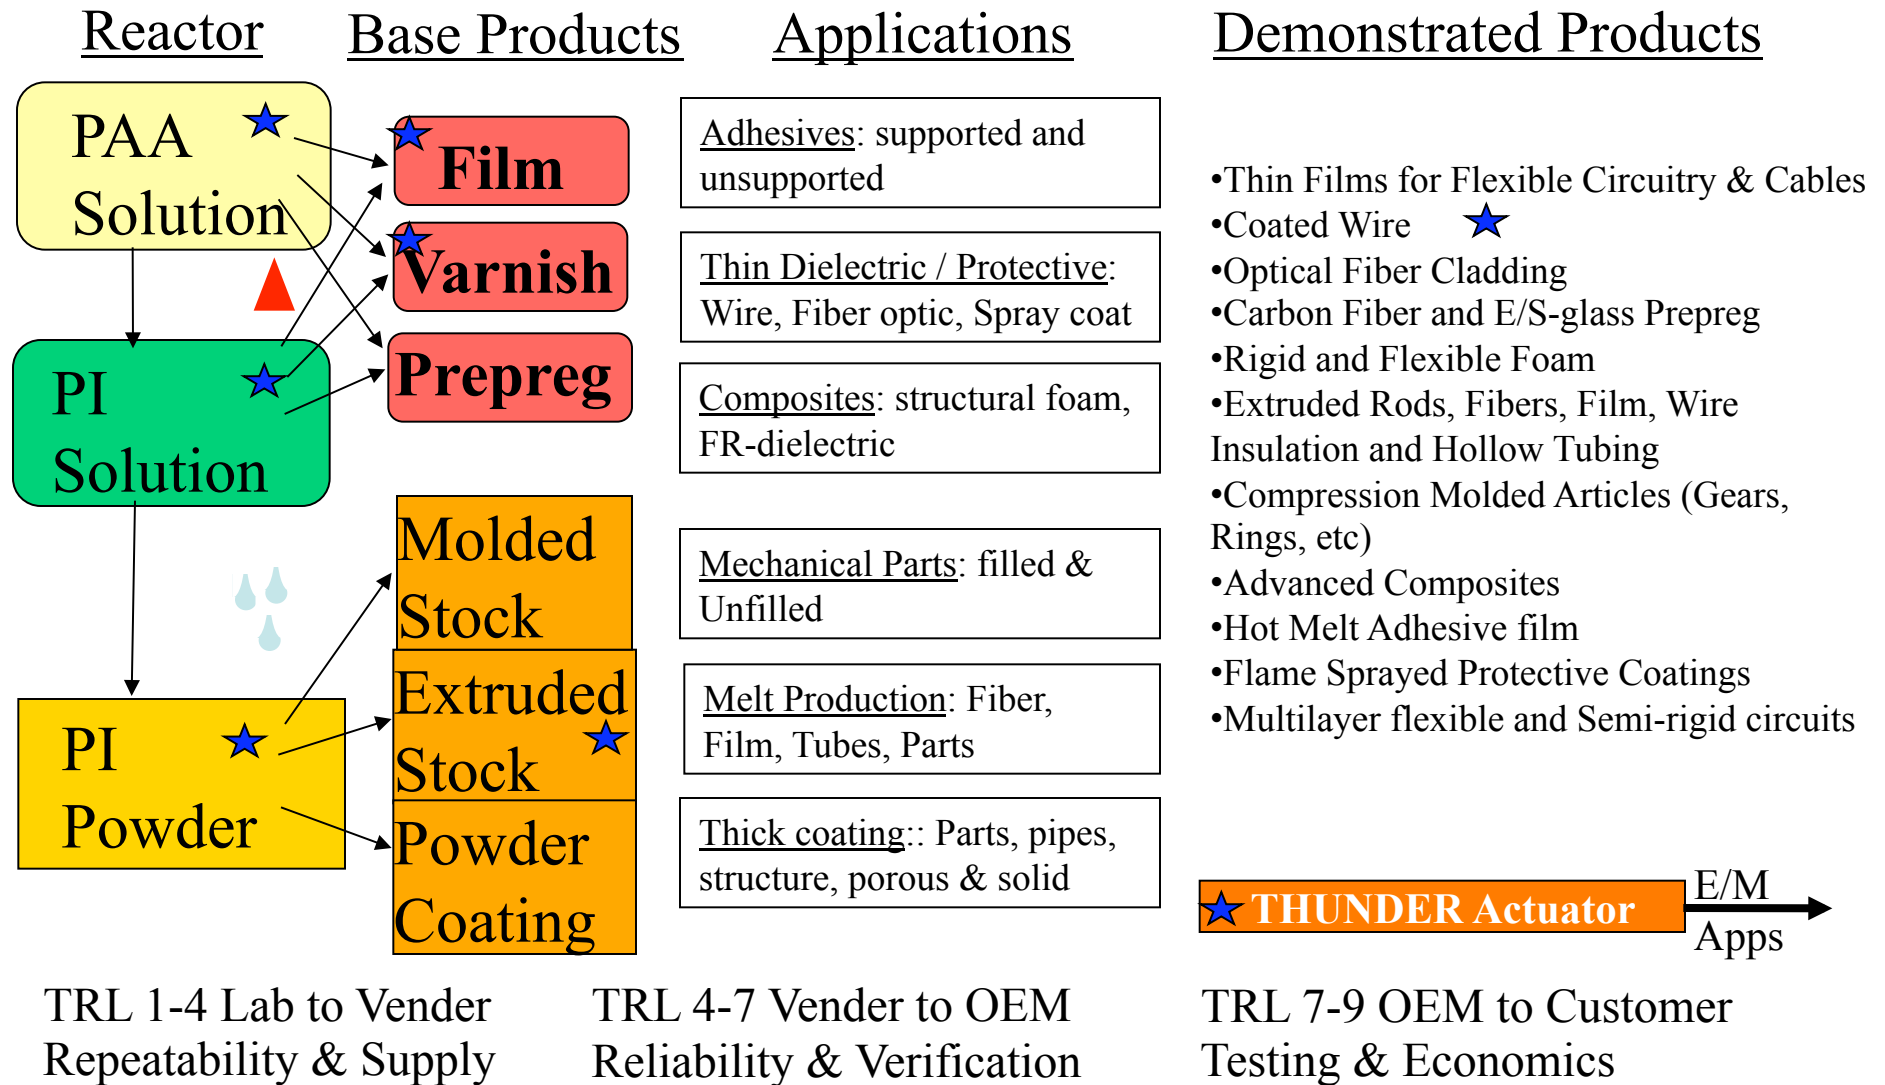 Reactor
Base Products
Applications
Demonstrated Products
PAA
Solution
PI
Solution
PI
Powder
Film
Varnish
Prepreg
Molded
Stock
Extruded
Stock
Powder
Coating
Adhesives: supported and
unsupported
Thin Dielectric / Protective:
Wire, Fiber optic, Spray coat
Composites: structural foam,
FR-dielectric
Mechanical Parts: filled &
Unfilled
Melt Production: Fiber,
Film, Tubes, Parts
Thick coating:: Parts, pipes,
structure, porous & solid
•Thin Films for Flexible Circuitry & Cables
•Coated Wire
•Optical Fiber Cladding
•Carbon Fiber and E/S-glass Prepreg
•Rigid and Flexible Foam
•Extruded Rods, Fibers, Film, Wire
Insulation and Hollow Tubing
•Compression Molded Articles (Gears,
Rings, etc)
•Advanced Composites
•Hot Melt Adhesive film
•Flame Sprayed Protective Coatings
•Multilayer flexible and Semi-rigid circuits
THUNDER Actuator
E/M
Apps
TRL 1-4 Lab to Vender
Repeatability & Supply
TRL 4-7 Vender to OEM
Reliability & Verification
TRL 7-9 OEM to Customer
Testing & Economics